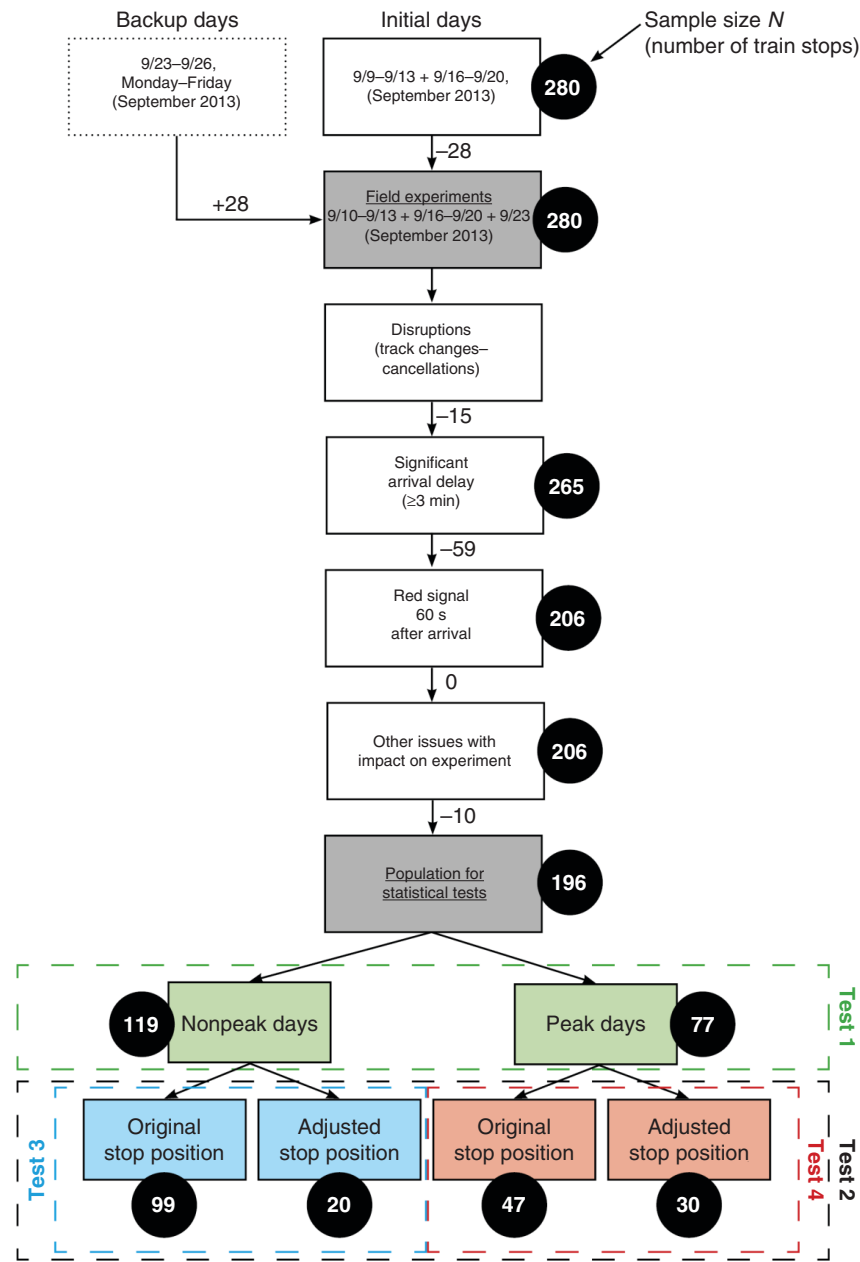 Backup days
Initial days
Sample size N
(number of train stops)
9/23–9/26,
Monday–Friday
(September 2013)
9/9–9/13 + 9/16–9/20,
(September 2013)
280
–28
+28
Field experiments
9/10–9/13 + 9/16–9/20 + 9/23
(September 2013)
280
Disruptions
(track changes–
cancellations)
–15
Significant
arrival delay
(≥3 min)
265
–59
Red signal
60 s
after arrival
206
0
Other issues with
impact on experiment
206
–10
Population for
statistical tests
196
119
Nonpeak days
Peak days
77
Test 1
Test 3
Original
stop position
99
Adjusted
stop position
20
Original
stop position
47
Adjusted
stop position
30
Test 4
Test 2